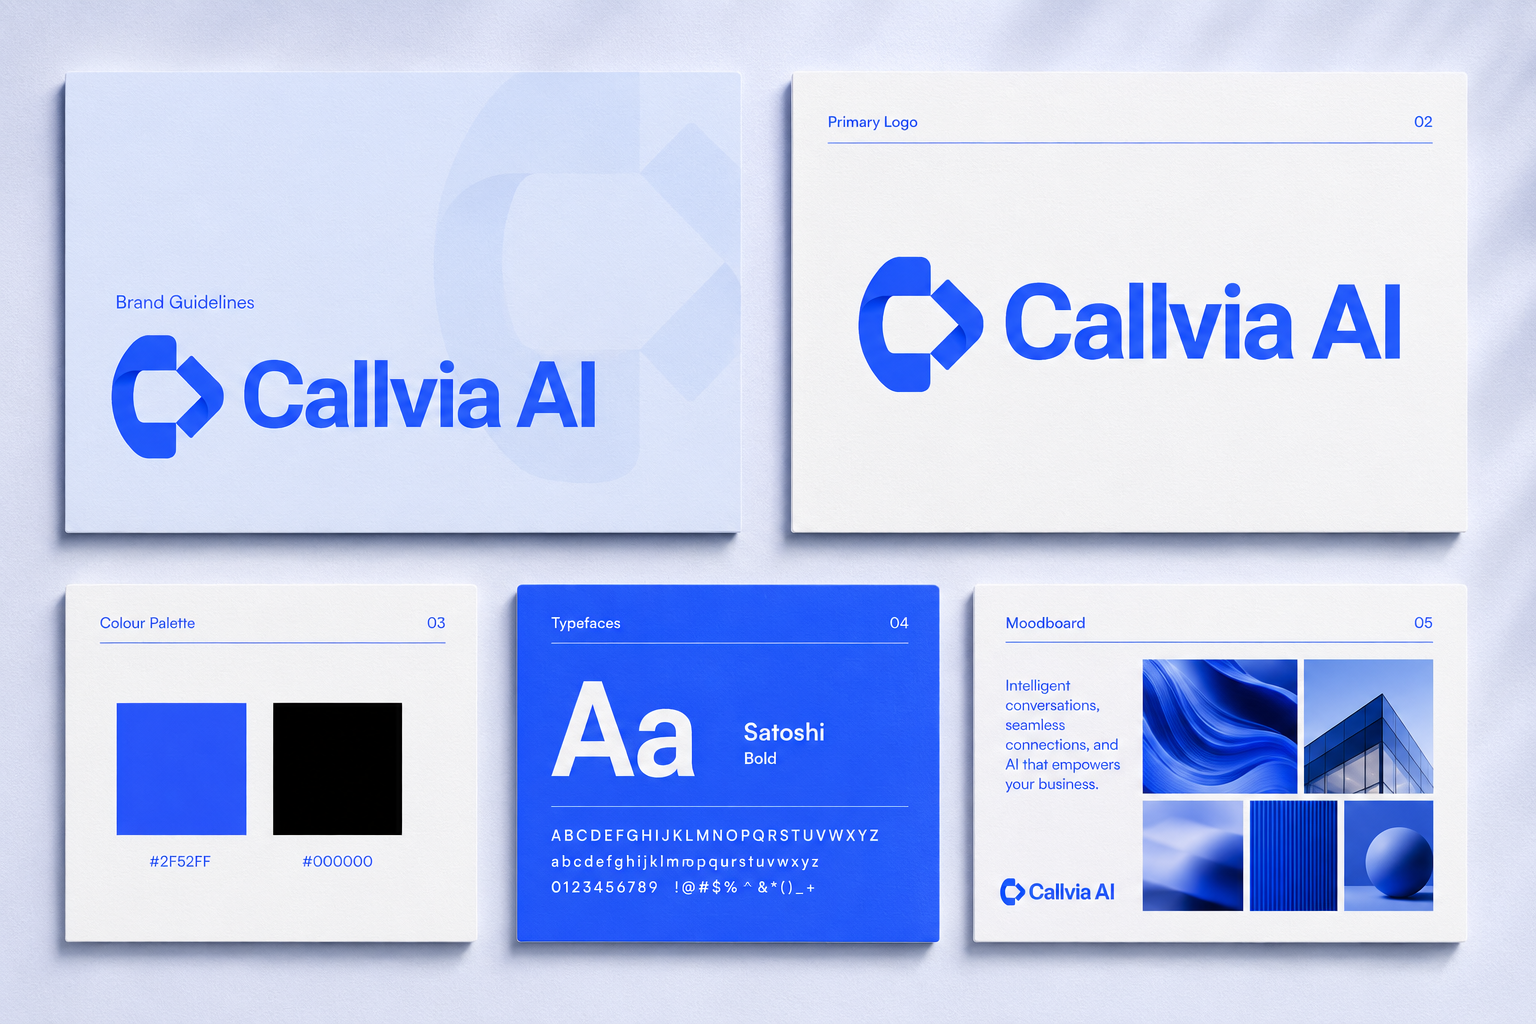 Brand Guidelines
Callvia AI
Primary Logo 02
Callvia AI
Colour Palette 03
#2F52FF #000000
Typefaces 04
Aa
Satoshi
Bold
ABCDEFGHIJKLMNOPQRSTUVWXYZ
abcdefghijklmnopqurstuvwxyz
0123456789 !@#$%^&*()_+
Moodboard 05
Intelligent
conversations,
seamless
connections, and
AI that empowers
your business.
Callvia AI